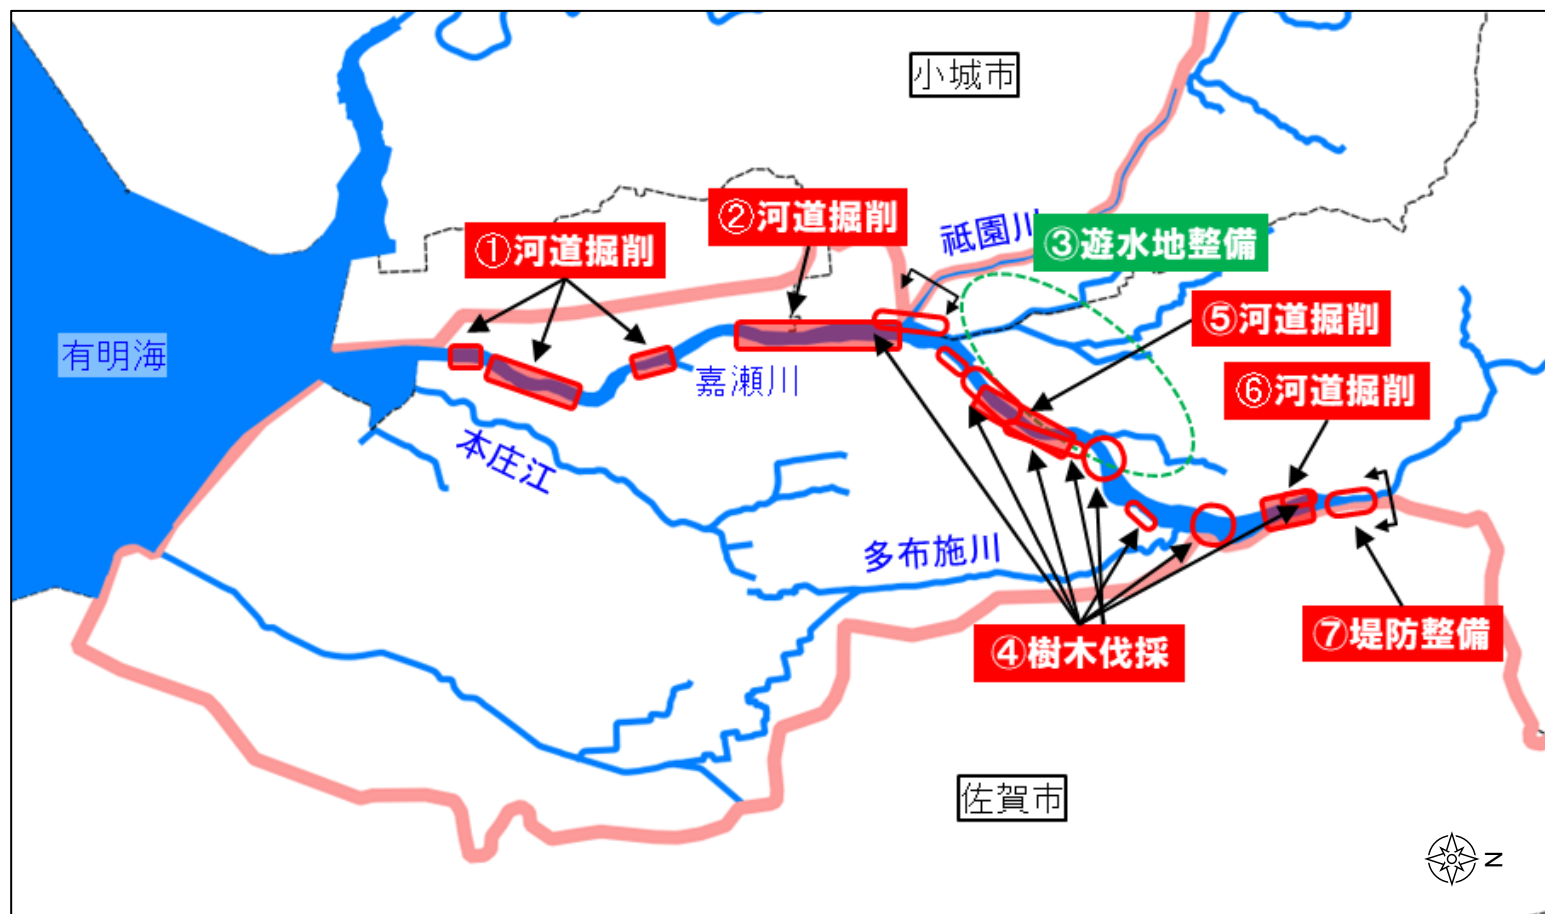 小城市
②河道掘削
祗園川
①河道掘削
③遊水地整備
⑤河道掘削
有明海
嘉瀬川
⑥河道掘削
本庄江
多布施川
④樹木伐採
⑦堤防整備
佐賀市
N